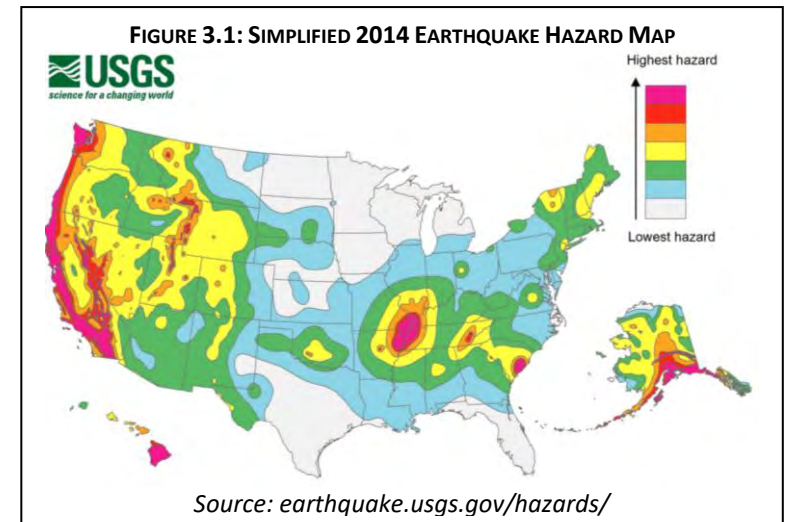 FIGURE 3.1: SIMPLIFIED 2014 EARTHQUAKE HAZARD MAP
USGS
science for a changing world
Highest hazard
Lowest hazard
Source: earthquake.usgs.gov/hazards/